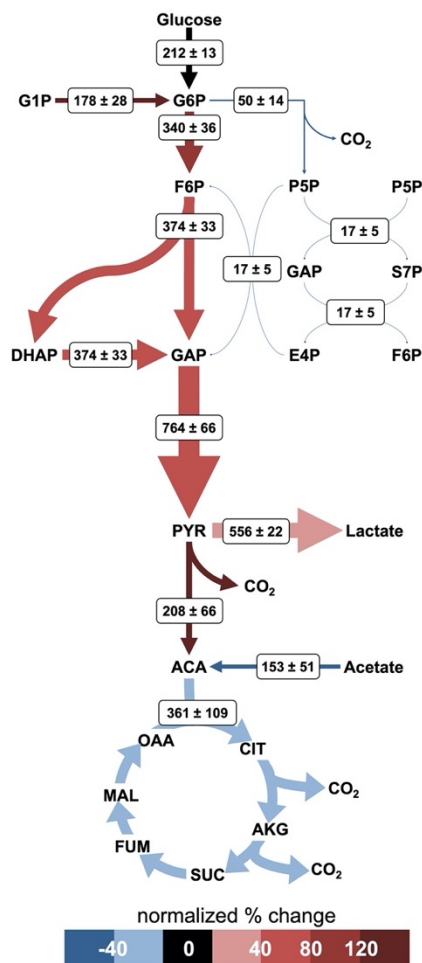 Glucose
212 ± 13
G1P 178 ± 28 G6P 50 ± 14
340 ± 36 CO₂
F6P P5P P5P
374 ± 33 17 ± 5
17 ± 5 GAP S7P
17 ± 5
DHAP 374 ± 33 GAP E4P F6P
764 ± 66
PYR 556 ± 22 Lactate
CO₂
208 ± 66
ACA 153 ± 51 Acetate
361 ± 109
OAA CIT
MAL CO₂
AKG
FUM CO₂
SUC
normalized % change
-40 0 40 80 120